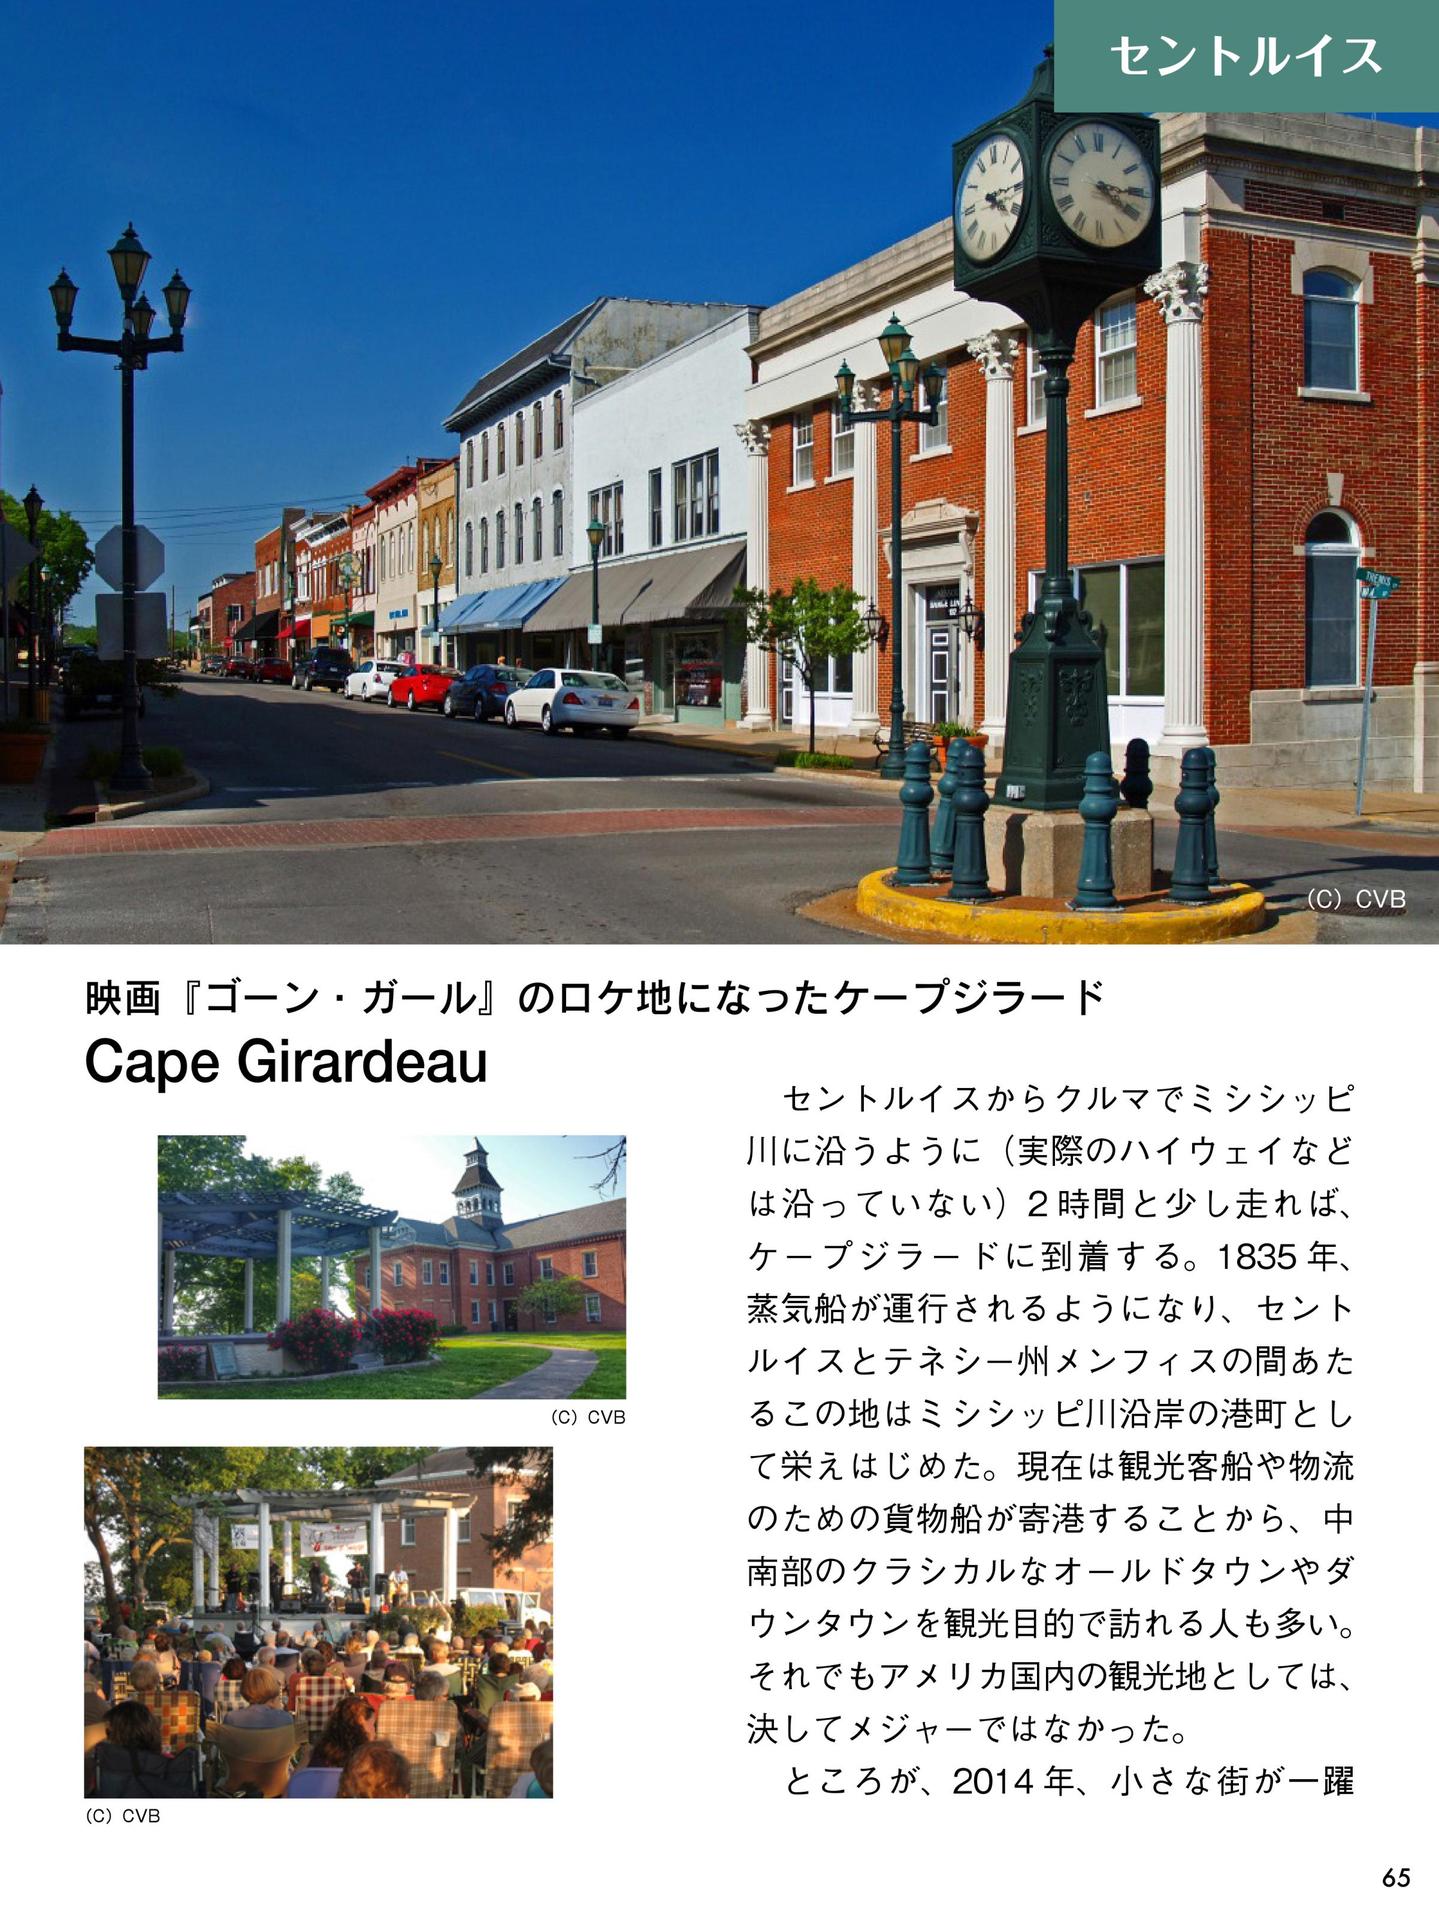 セントルイス
THEMIS
(C) CVB
映画『ゴーン・ガール』のロケ地になったケープジラード
Cape Girardeau
(C) CVB
(C) CVB
セントルイスからクルマでミシシッピ
川に沿うように（実際のハイウェイなど
は沿っていない）2 時間と少し走れば、
ケープジラードに到着する。1835 年、
蒸気船が運行されるようになり、セント
ルイスとテネシー州メンフィスの間あた
るこの地はミシシッピ川沿岸の港町とし
て栄えはじめた。現在は観光客船や物流
のための貨物船が寄港することから、中
南部のクラシカルなオールドタウンやダ
ウンタウンを観光目的で訪れる人も多い。
それでもアメリカ国内の観光地としては、
決してメジャーではなかった。
ところが、2014 年、小さな街が一躍
65